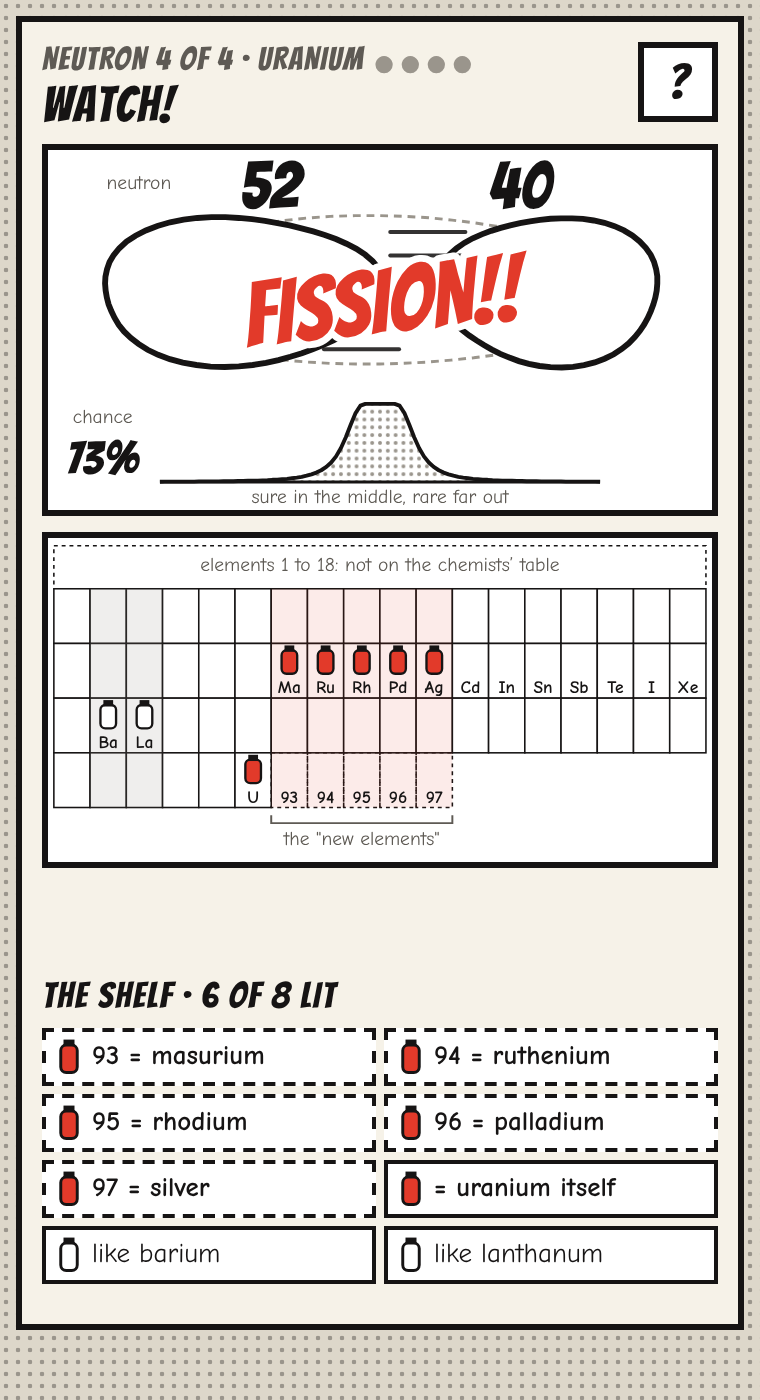 NEUTRON 4 OF 4 · URANIUM
WATCH!
?
neutron
52
40
FISSION!!
chance
73%
sure in the middle, rare far out
elements 1 to 18: not on the chemists' table
Ma Ru Rh Pd Ag Cd In Sn Sb Te I Xe
Ba La
U 93 94 95 96 97
the "new elements"
THE SHELF · 6 OF 8 LIT
93 = masurium
94 = ruthenium
95 = rhodium
96 = palladium
97 = silver
= uranium itself
like barium
like lanthanum